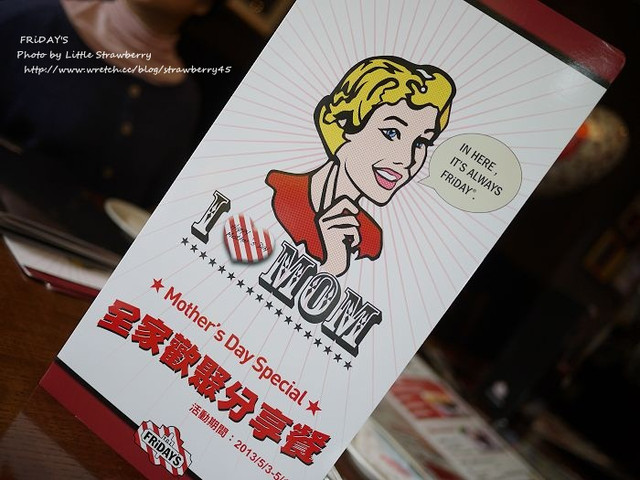 FRiDAY'S
Photo by Little Strawberry
http://www.wretch.cc/blog/strawberry45
IN HERE,
IT'S ALWAYS
FRiDAY®.
I
MOM
★ Mother's Day Special ★
全家歡聚分享餐
活動期間：2013/5/3-5/
FRiDAY'S